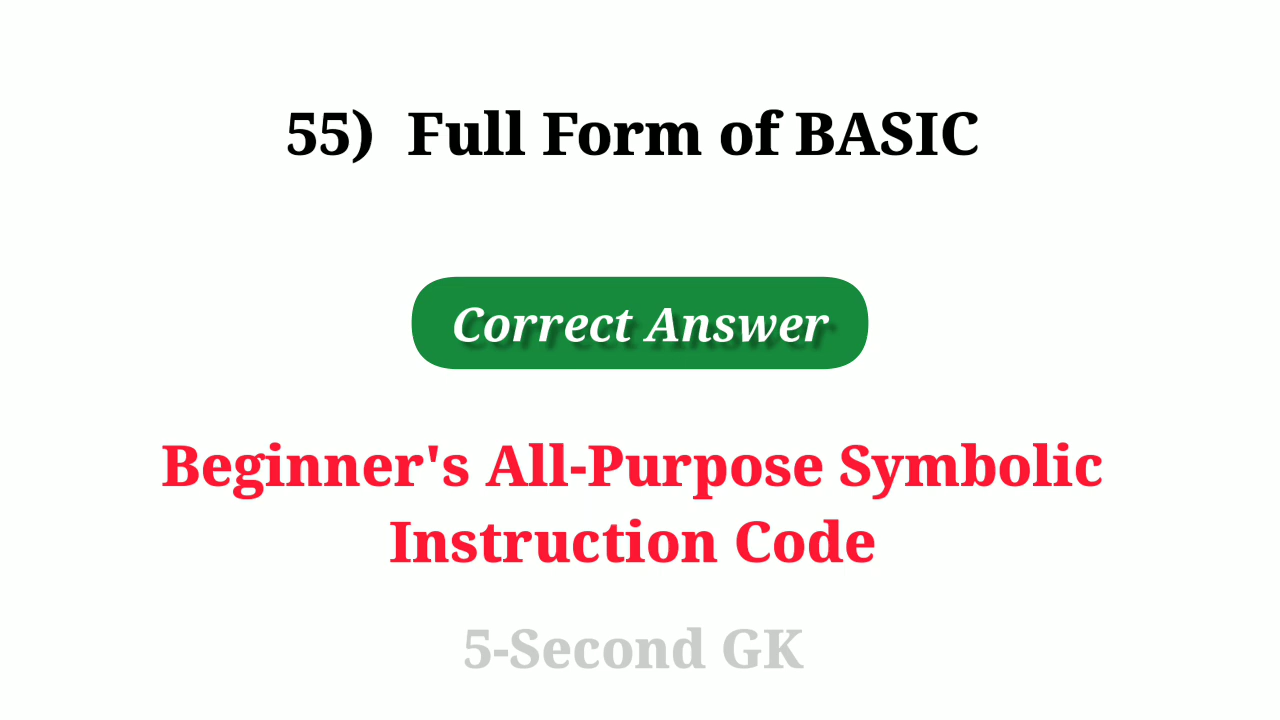 55) Full Form of BASIC
Correct Answer
Beginner's All-Purpose Symbolic
Instruction Code
5-Second GK